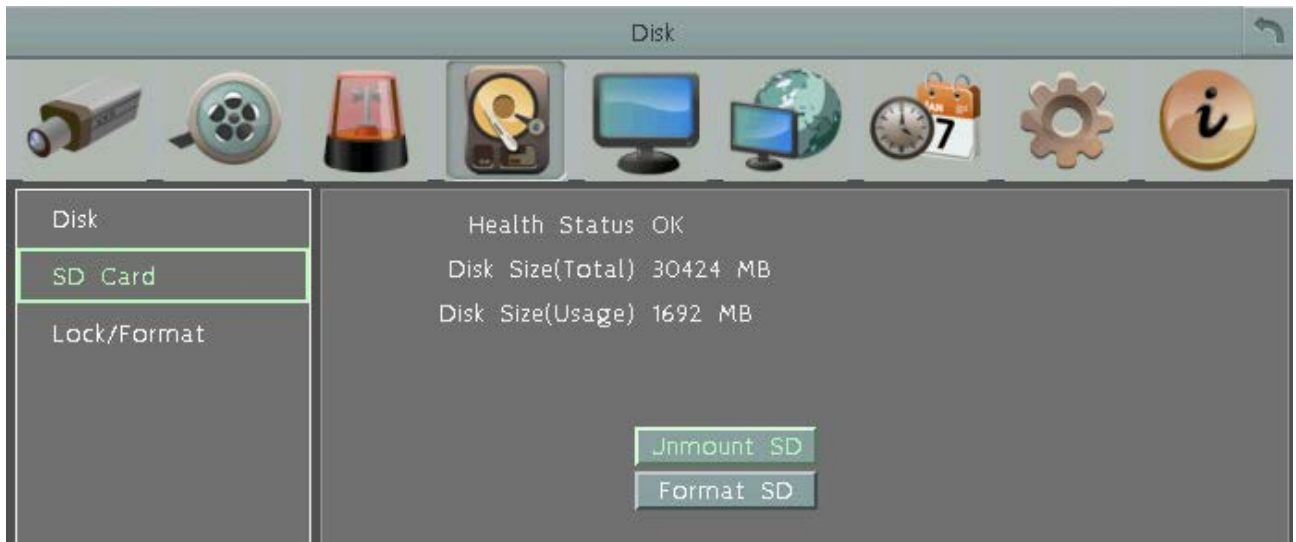 Disk
JAN
7
i
Disk
SD Card
Lock/Format
Health Status OK
Disk Size(Total) 30424 MB
Disk Size(Usage) 1692 MB
Jnmount SD
Format SD